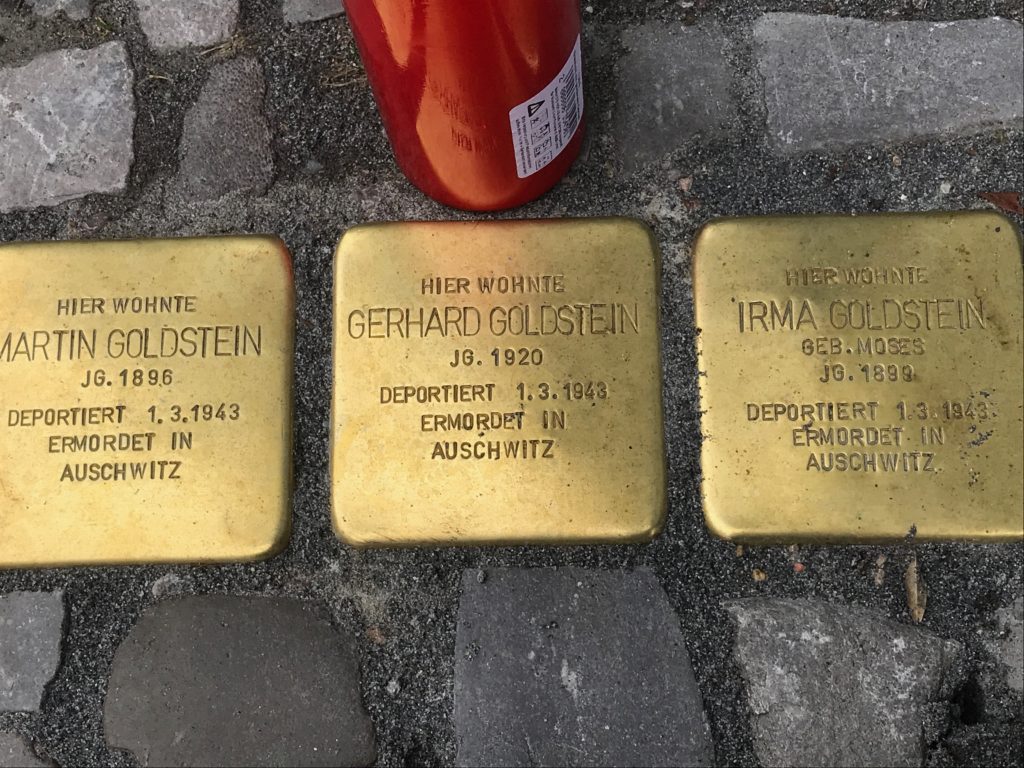 HIER WOHNTE
MARTIN GOLDSTEIN
JG. 1896
DEPORTIERT 1.3.1943
ERMORDET IN
AUSCHWITZ
HIER WOHNTE
GERHARD GOLDSTEIN
JG. 1920
DEPORTIERT 1.3.1943
ERMORDET IN
AUSCHWITZ
HIER WOHNTE
IRMA GOLDSTEIN
GEB. MOSES
JG. 1899
DEPORTIERT 1.3.1943
ERMORDET IN
AUSCHWITZ